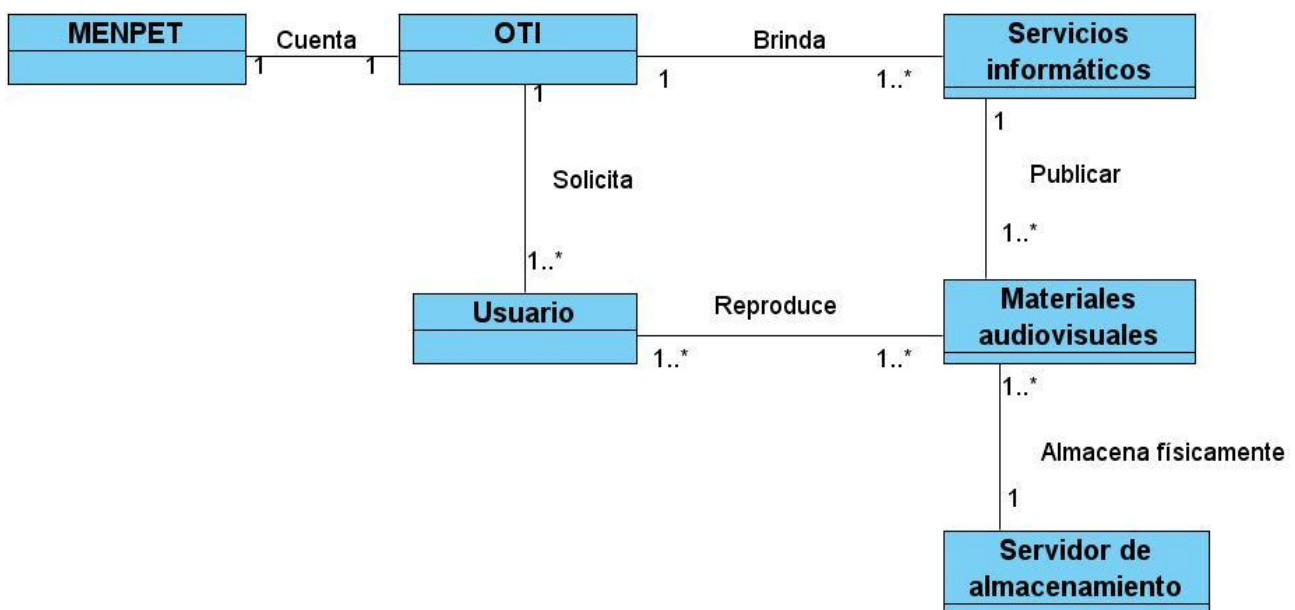 MENPET
Cuenta
1
1
OTI
Brinda
1
1..*
Servicios
informáticos
1
Solicita
1..*
1
Publicar
1..*
Usuario
Reproduce
1..*
1..*
Materiales
audiovisuales
1..*
Almacena físicamente
1
Servidor de
almacenamiento